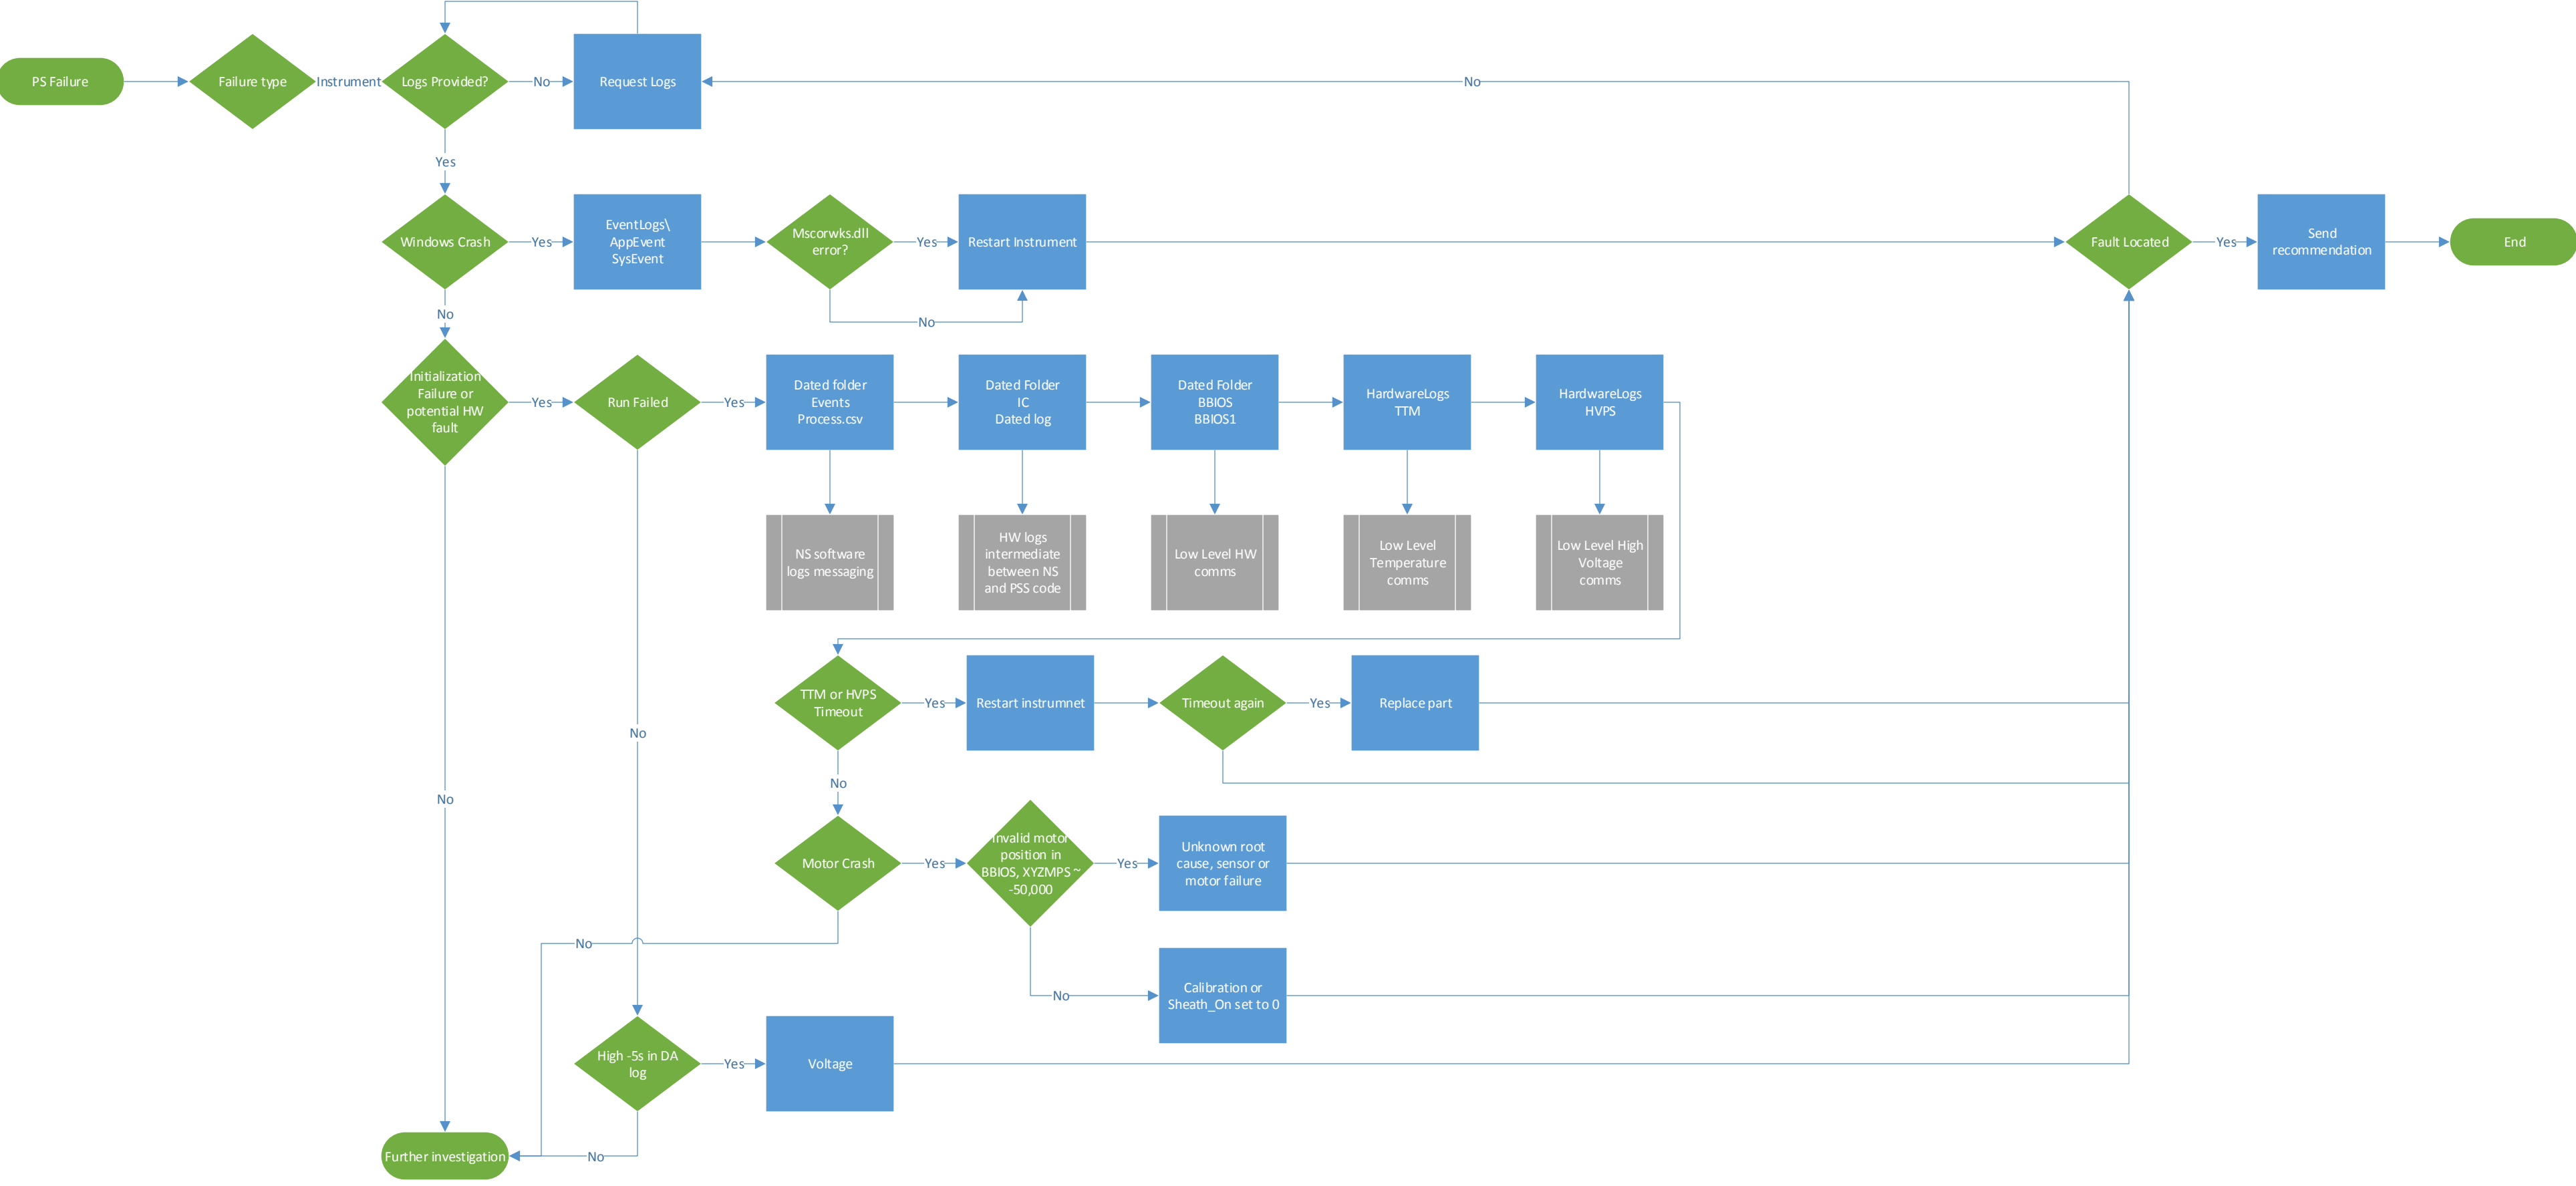 PS Failure
Failure type
Instrument
Logs Provided?
No
Request Logs
No
Yes
Windows Crash
Yes
EventLogs\
AppEvent
SysEvent
Mscorwks.dll
error?
Yes
Restart Instrument
Fault Located
Yes
Send
recommendation
End
No
No
Initialization
Failure or
potential HW
fault
Yes
Run Failed
Yes
Dated folder
Events
Process.csv
Dated Folder
IC
Dated log
Dated Folder
BBIOS
BBIOS1
HardwareLogs
TTM
HardwareLogs
HVPS
NS software
logs messaging
HW logs
intermediate
between NS
and PSS code
Low Level HW
comms
Low Level
Temperature
comms
Low Level High
Voltage
comms
TTM or HVPS
Timeout
Yes
Restart instrumnet
Timeout again
Yes
Replace part
No
No
No
Motor Crash
Yes
Invalid motor
position in
BBIOS, XYZMPS ~
-50,000
Yes
Unknown root
cause, sensor or
motor failure
No
No
Calibration or
Sheath_On set to 0
High -5s in DA
log
Yes
Voltage
Further investigation
No